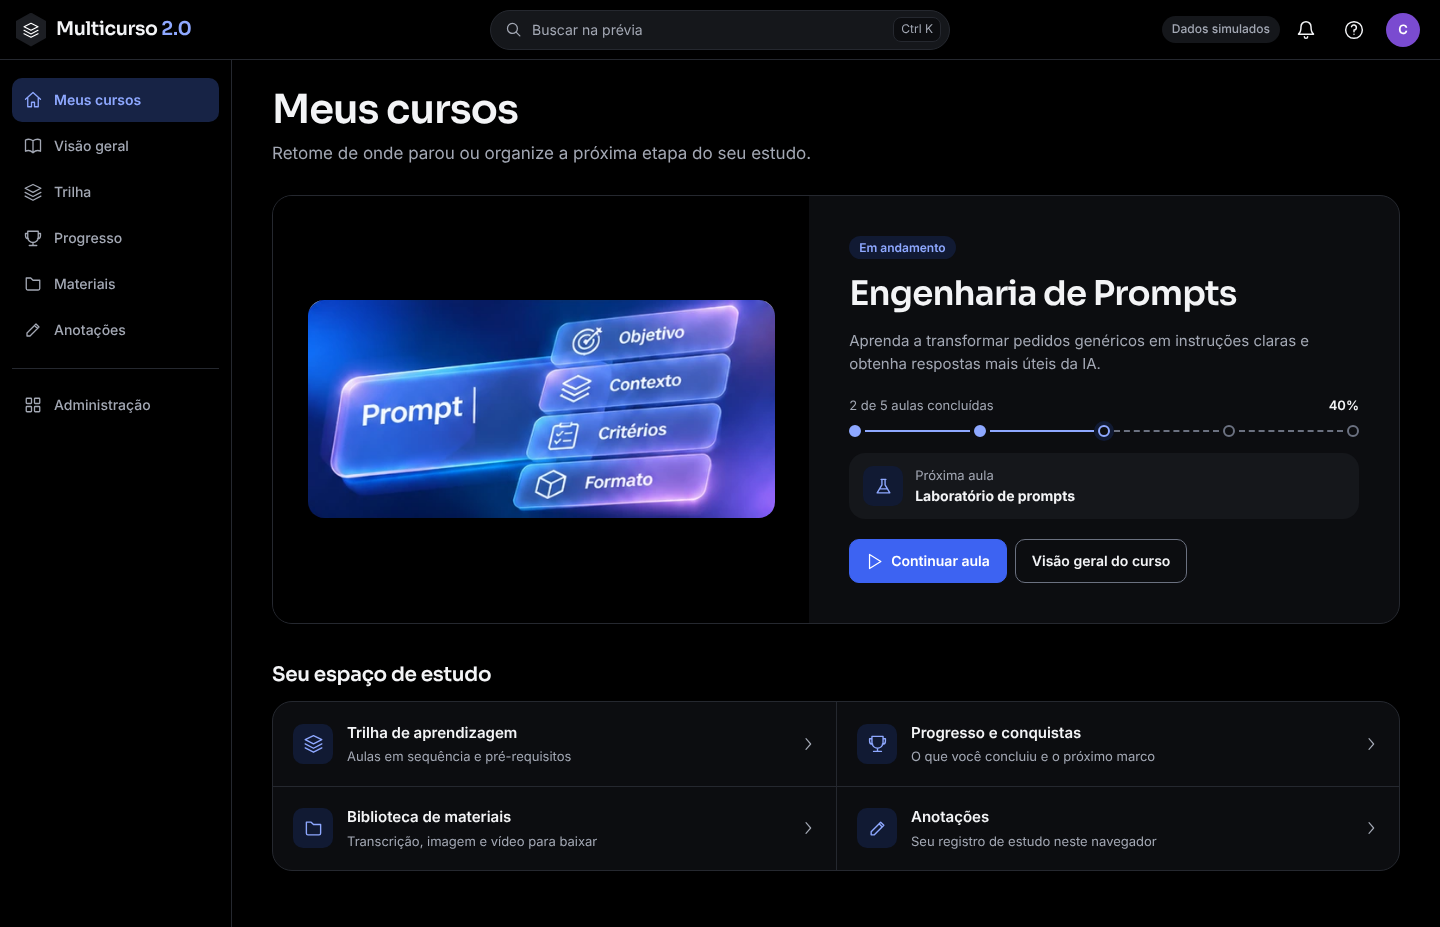 Multicurso 2.0
Buscar na prévia
Ctrl K
Dados simulados
C
Meus cursos
Visão geral
Trilha
Progresso
Materiais
Anotações
Administração
Meus cursos
Retome de onde parou ou organize a próxima etapa do seu estudo.
Prompt |
Objetivo
Contexto
Critérios
Formato
Em andamento
Engenharia de Prompts
Aprenda a transformar pedidos genéricos em instruções claras e
obtenha respostas mais úteis da IA.
2 de 5 aulas concluídas
40%
Próxima aula
Laboratório de prompts
Continuar aula
Visão geral do curso
Seu espaço de estudo
Trilha de aprendizagem
Aulas em sequência e pré-requisitos
Progresso e conquistas
O que você concluiu e o próximo marco
Biblioteca de materiais
Transcrição, imagem e vídeo para baixar
Anotações
Seu registro de estudo neste navegador